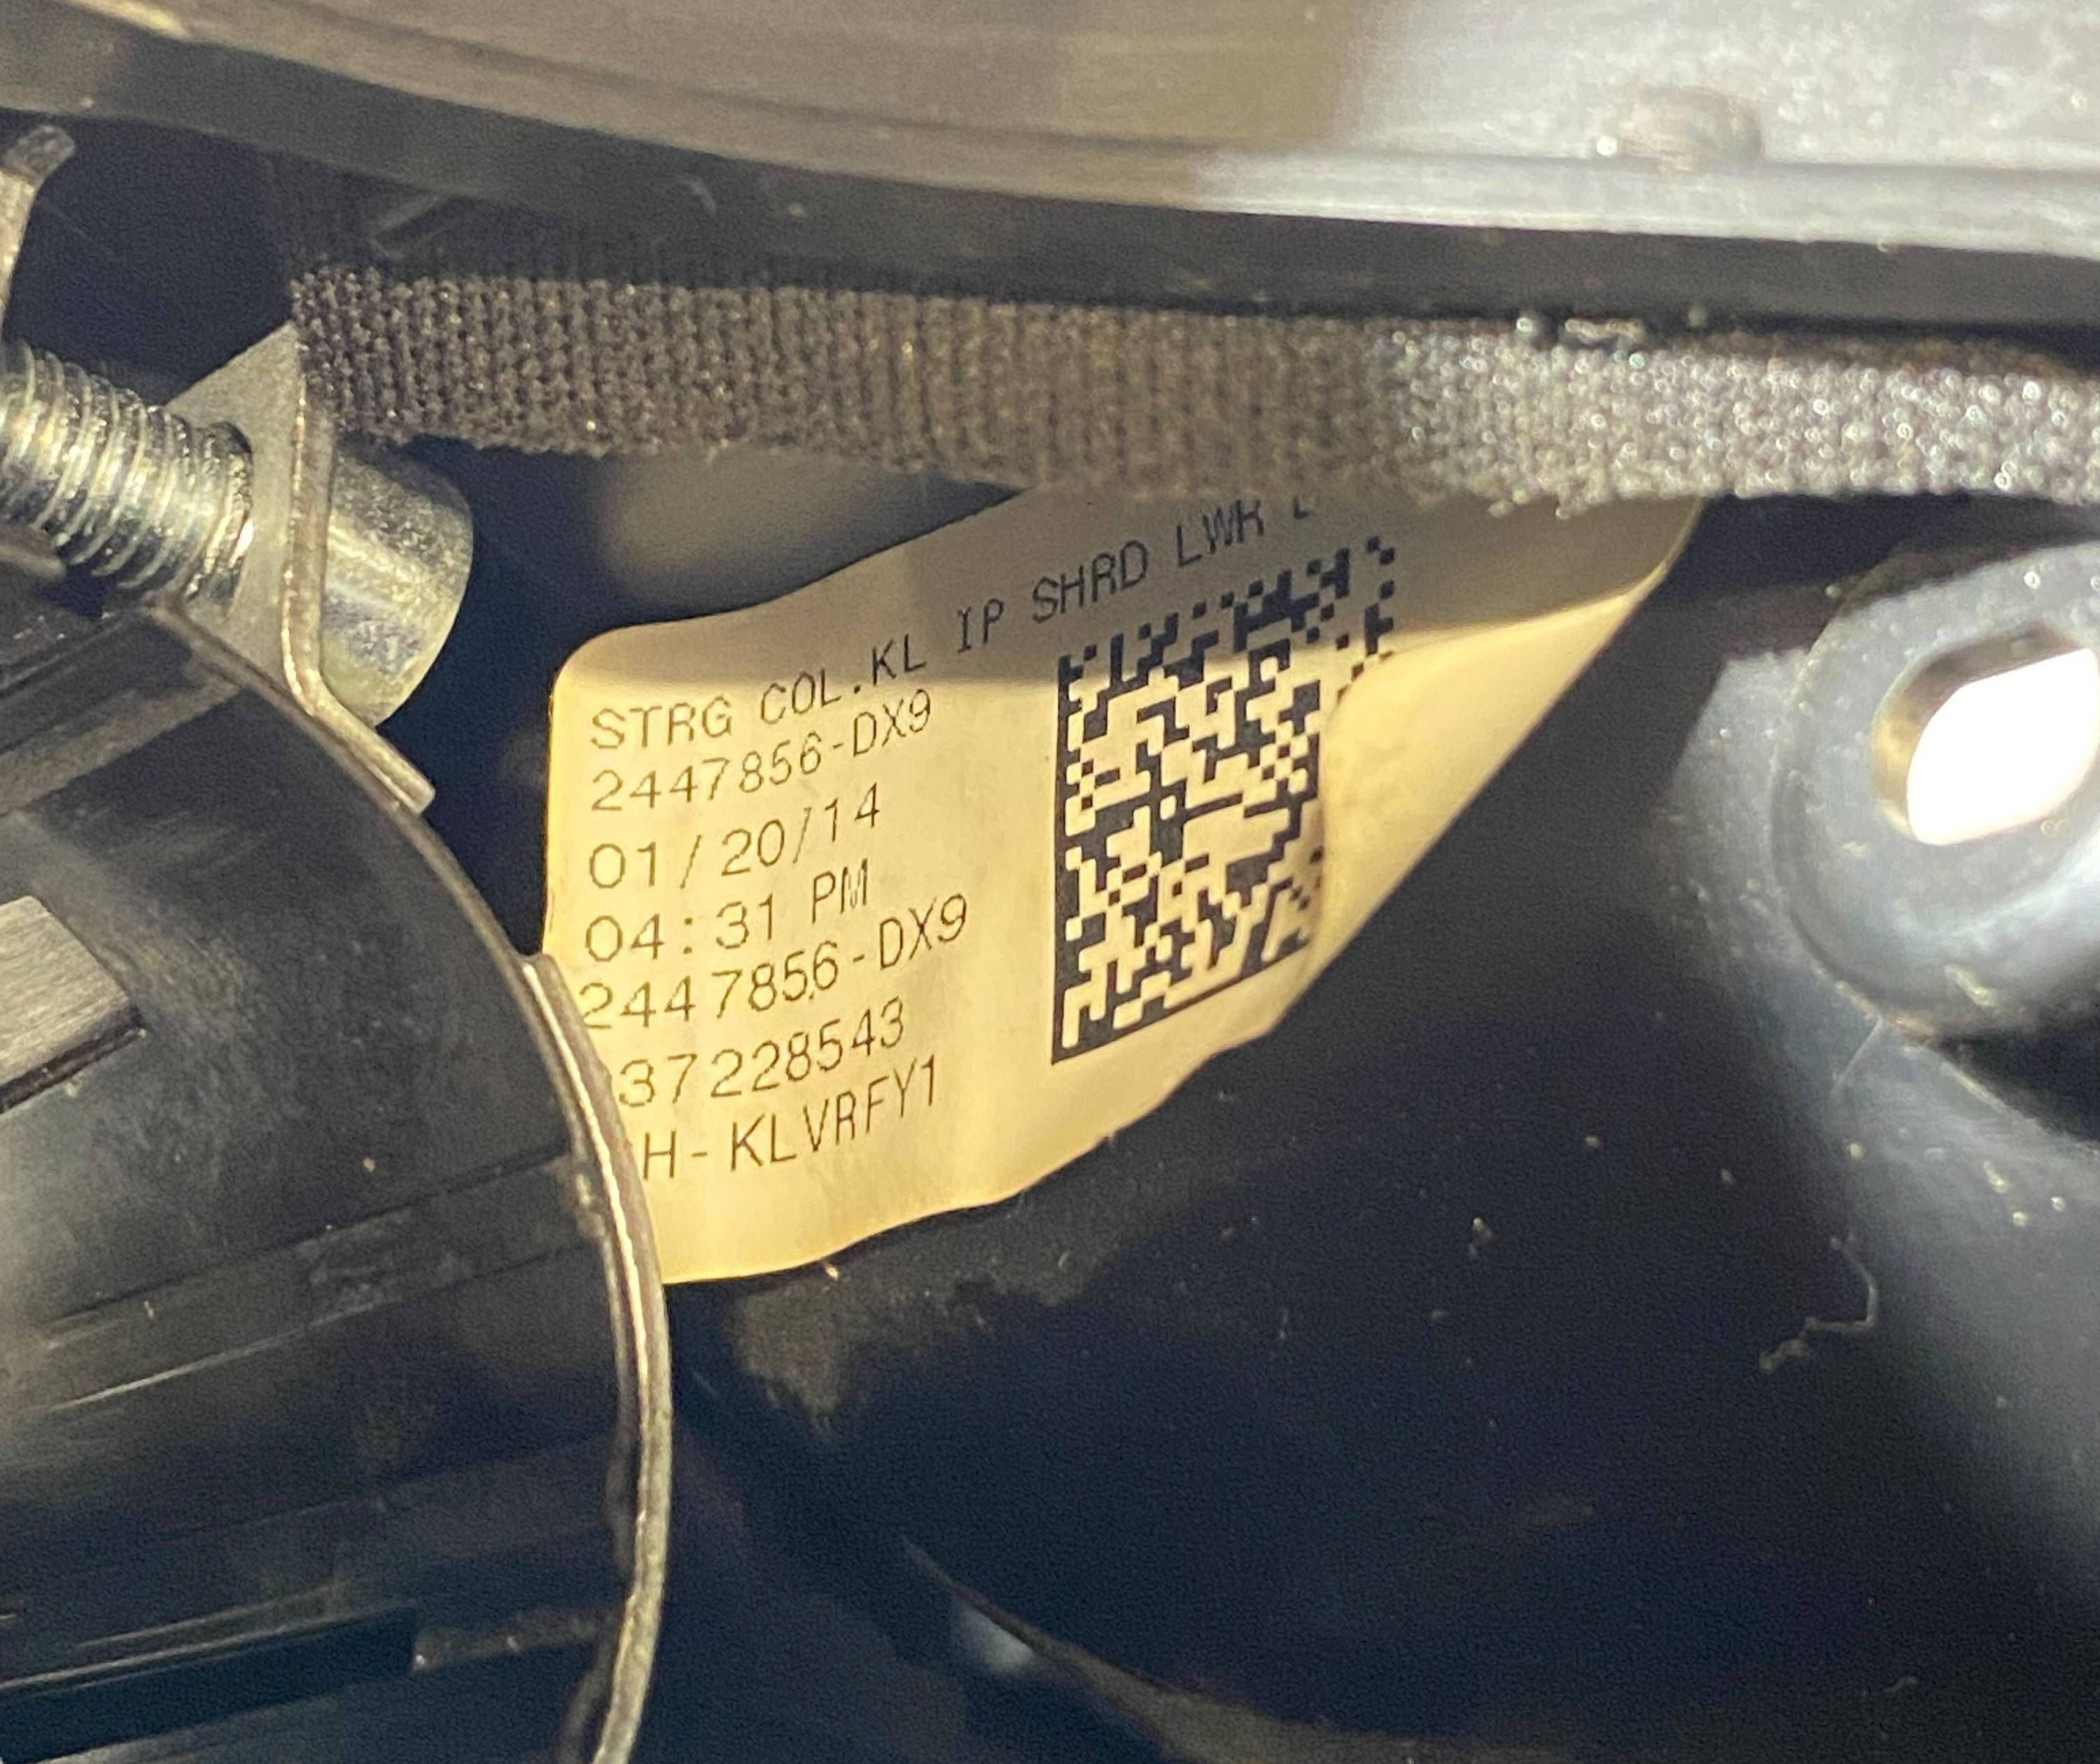 STRG COL.KL IP SHRD LWR
2447856-DX9
01/20/14
04:31 PM
2447856-DX9
37228543
H-KLVRFY1